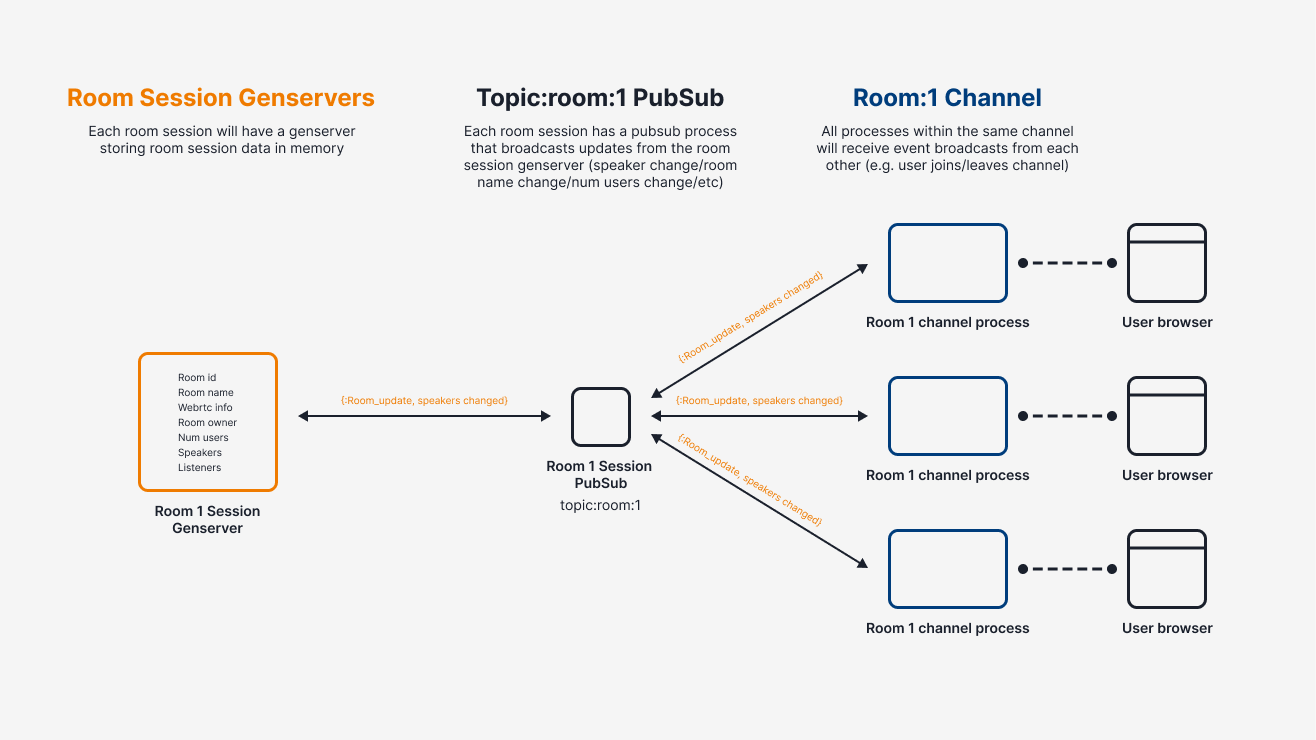 Room Session Genservers
Each room session will have a genserver
storing room session data in memory
Topic:room:1 PubSub
Each room session has a pubsub process
that broadcasts updates from the room
session genserver (speaker change/room
name change/num users change/etc)
Room:1 Channel
All processes within the same channel
will receive event broadcasts from each
other (e.g. user joins/leaves channel)
Room id
Room name
Webrtc info
Room owner
Num users
Speakers
Listeners
Room 1 Session
Genserver
{:Room_update, speakers changed}
Room 1 Session
PubSub
topic:room:1
{:Room_update, speakers changed}
{:Room_update, speakers changed}
{:Room_update, speakers changed}
Room 1 channel process
User browser
Room 1 channel process
User browser
Room 1 channel process
User browser